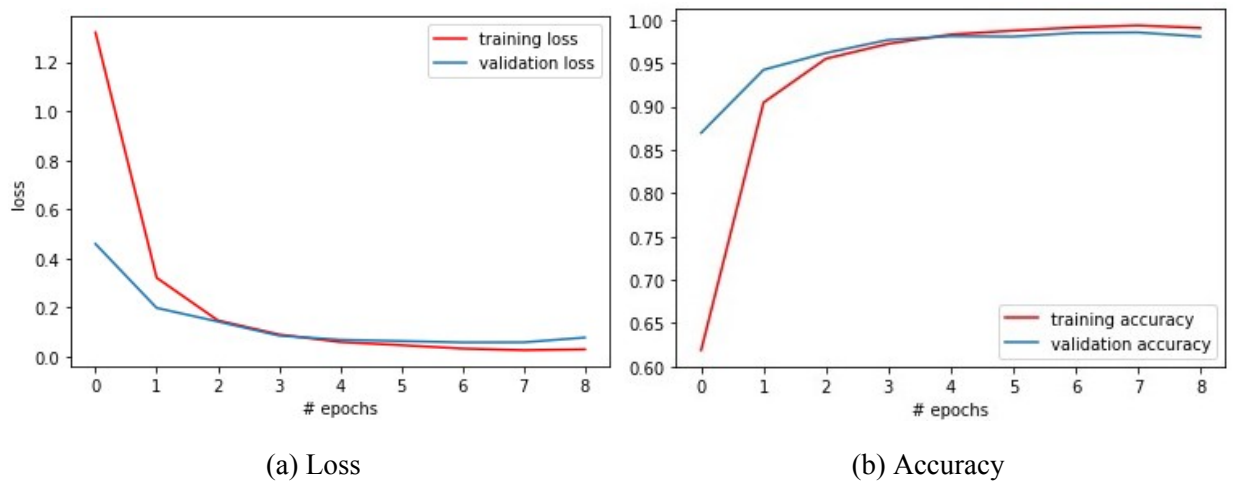 training loss
validation loss
1.2
1.0
0.8
0.6
0.4
0.2
0.0
loss
0 1 2 3 4 5 6 7 8
# epochs
(a) Loss
1.00
0.95
0.90
0.85
0.80
0.75
0.70
0.65
0.60
training accuracy
validation accuracy
0 1 2 3 4 5 6 7 8
# epochs
(b) Accuracy